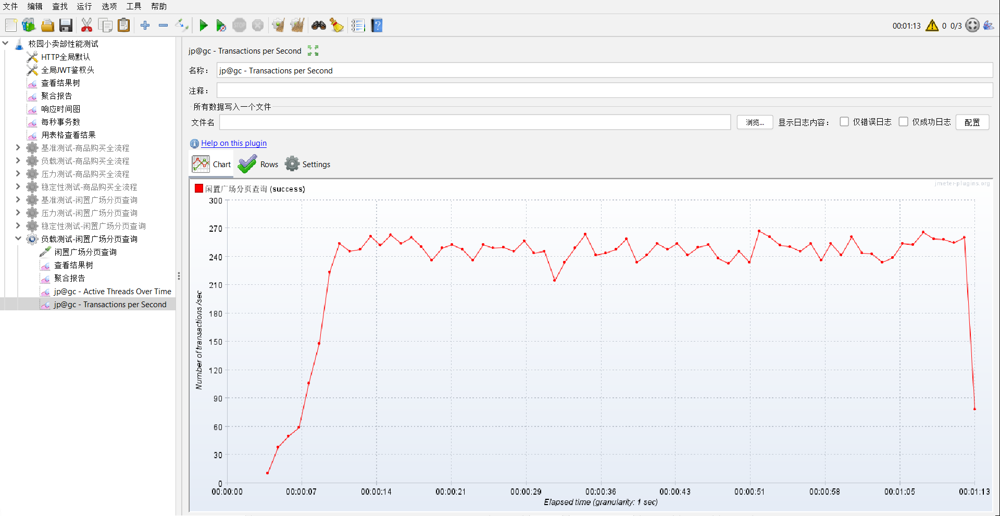 文件 编辑 查找 运行 选项 工具 帮助
STOP
00:01:13 0 0/3
校园小卖部性能测试
HTTP全局默认
全局JWT鉴权头
查看结果树
聚合报告
响应时间图
每秒事务数
用表格查看结果
基准测试-商品购买全流程
负载测试-商品购买全流程
压力测试-商品购买全流程
稳定性测试-商品购买全流程
基准测试-闲置广场分页查询
压力测试-闲置广场分页查询
稳定性测试-闲置广场分页查询
负载测试-闲置广场分页查询
闲置广场分页查询
查看结果树
聚合报告
jp@gc - Active Threads Over Time
jp@gc - Transactions per Second
jp@gc - Transactions per Second
名称： jp@gc - Transactions per Second
注释：
所有数据写入一个文件
文件名 浏览... 显示日志内容： 仅错误日志 仅成功日志 配置
Help on this plugin
Chart Rows Settings
闲置广场分页查询 (success)
jmeter-plugins.org
300
270
240
210
180
150
120
90
60
30
0
Number of transactions /sec
00:00:00 00:00:07 00:00:14 00:00:21 00:00:29 00:00:36 00:00:43 00:00:51 00:00:58 00:01:05 00:01:13
Elapsed time (granularity: 1 sec)